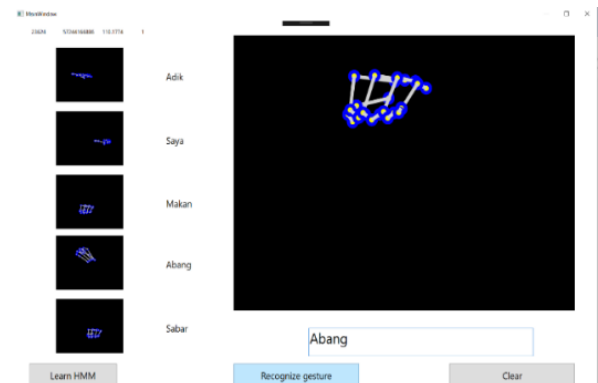 MainWindow
Adik
Saya
Makan
Abang
Sabar
Abang
Learn HMM
Recognize gesture
Clear